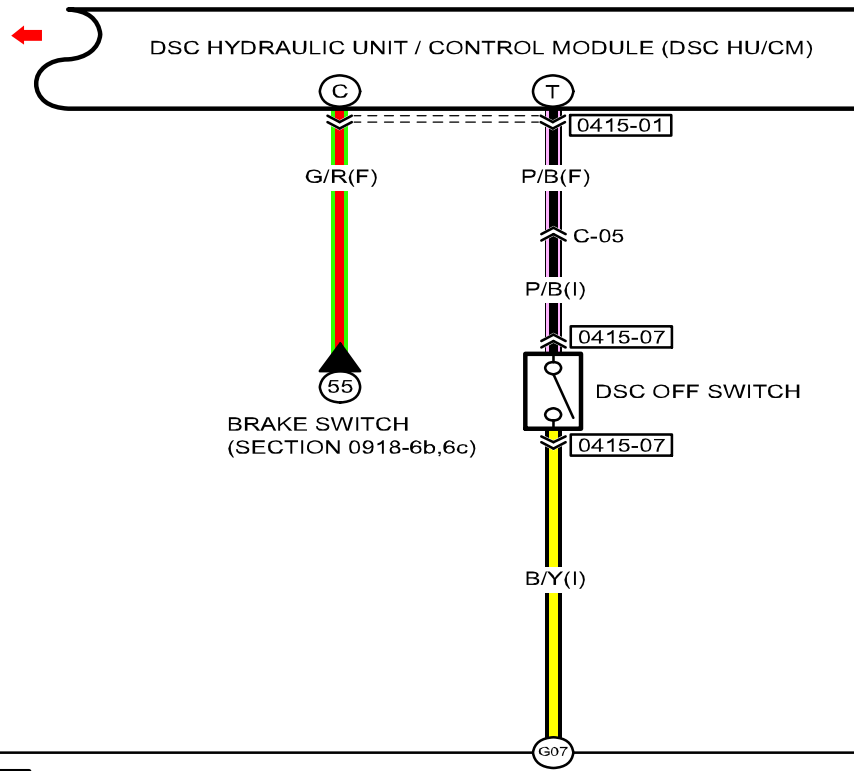 DSC HYDRAULIC UNIT / CONTROL MODULE (DSC HU/CM)
C
T
0415-01
G/R(F)
P/B(F)
C-05
P/B(I)
0415-07
55
DSC OFF SWITCH
BRAKE SWITCH
(SECTION 0918-6b,6c)
0415-07
B/Y(I)
G07